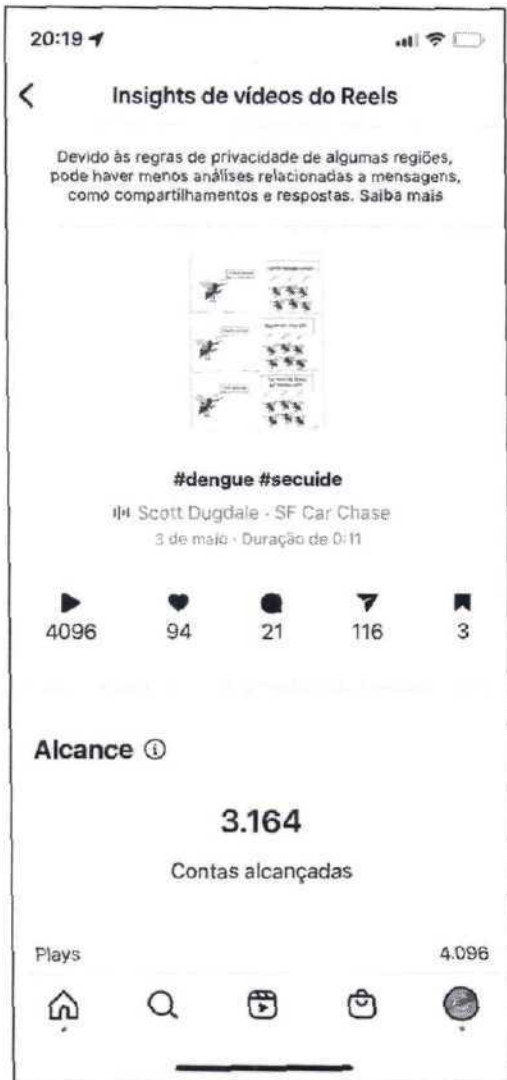 20:19
Insights de vídeos do Reels
Devido às regras de privacidade de algumas regiões,
pode haver menos análises relacionadas a mensagens,
como compartilhamentos e respostas. Saiba mais
#dengue #secuide
Scott Dugdale - SF Car Chase
3 de maio · Duração de 0:11
4096 94 21 116 3
Alcance
3.164
Contas alcançadas
Plays 4.096